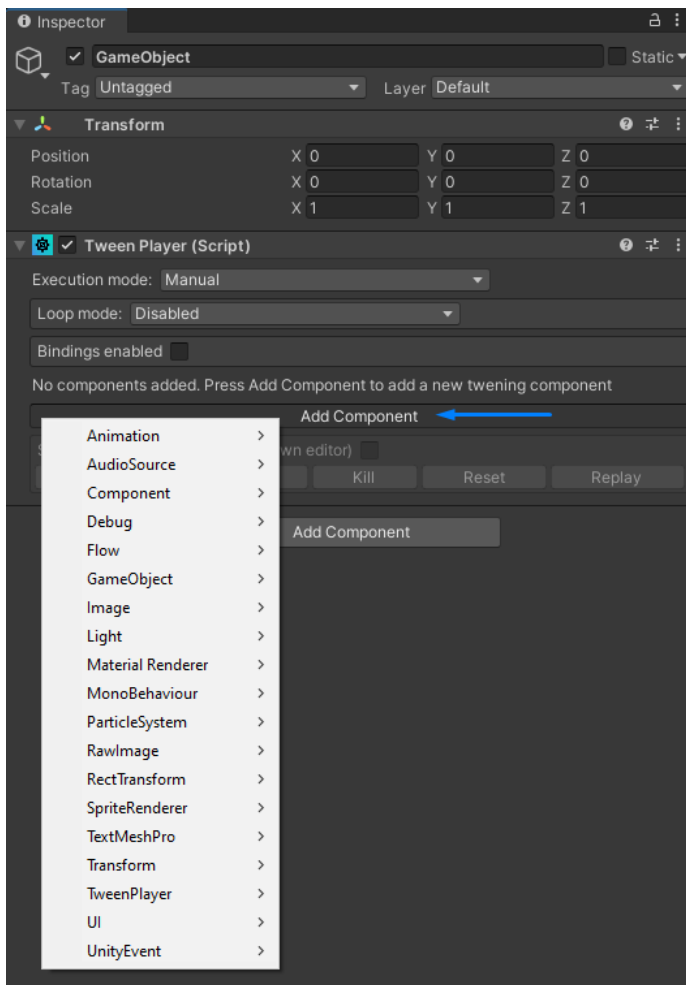 Inspector
GameObject Static
Tag Untagged Layer Default
Transform
Position X 0 Y 0 Z 0
Rotation X 0 Y 0 Z 0
Scale X 1 Y 1 Z 1
Tween Player (Script)
Execution mode: Manual
Loop mode: Disabled
Bindings enabled
No components added. Press Add Component to add a new twening component
Add Component
wn editor)
Kill Reset Replay
Add Component
Animation
AudioSource
Component
Debug
Flow
GameObject
Image
Light
Material Renderer
MonoBehaviour
ParticleSystem
RawImage
RectTransform
SpriteRenderer
TextMeshPro
Transform
TweenPlayer
UI
UnityEvent